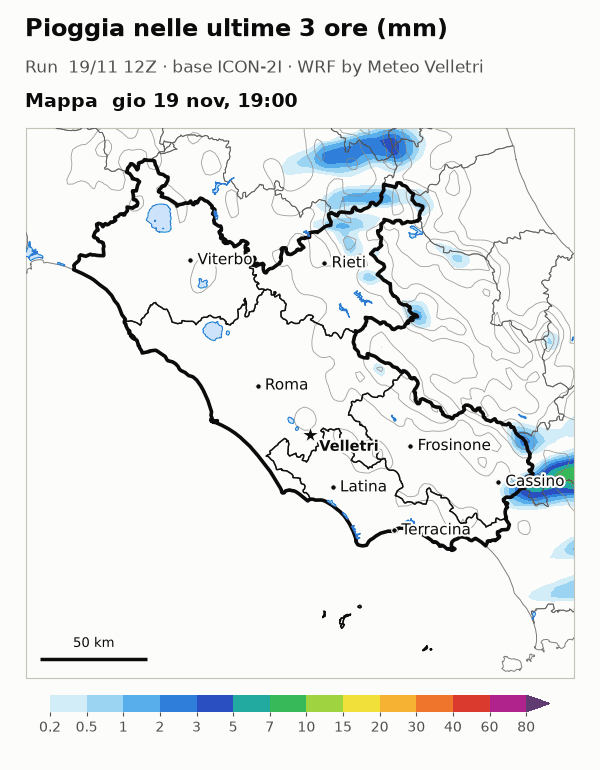 Pioggia nelle ultime 3 ore (mm)
Run 19/11 12Z · base ICON-2I · WRF by Meteo Velletri
Mappa gio 19 nov, 19:00
Viterbo
Rieti
Roma
Velletri
Frosinone
Latina
Cassino
Terracina
50 km
0.2 0.5 1 2 3 5 7 10 15 20 30 40 60 80